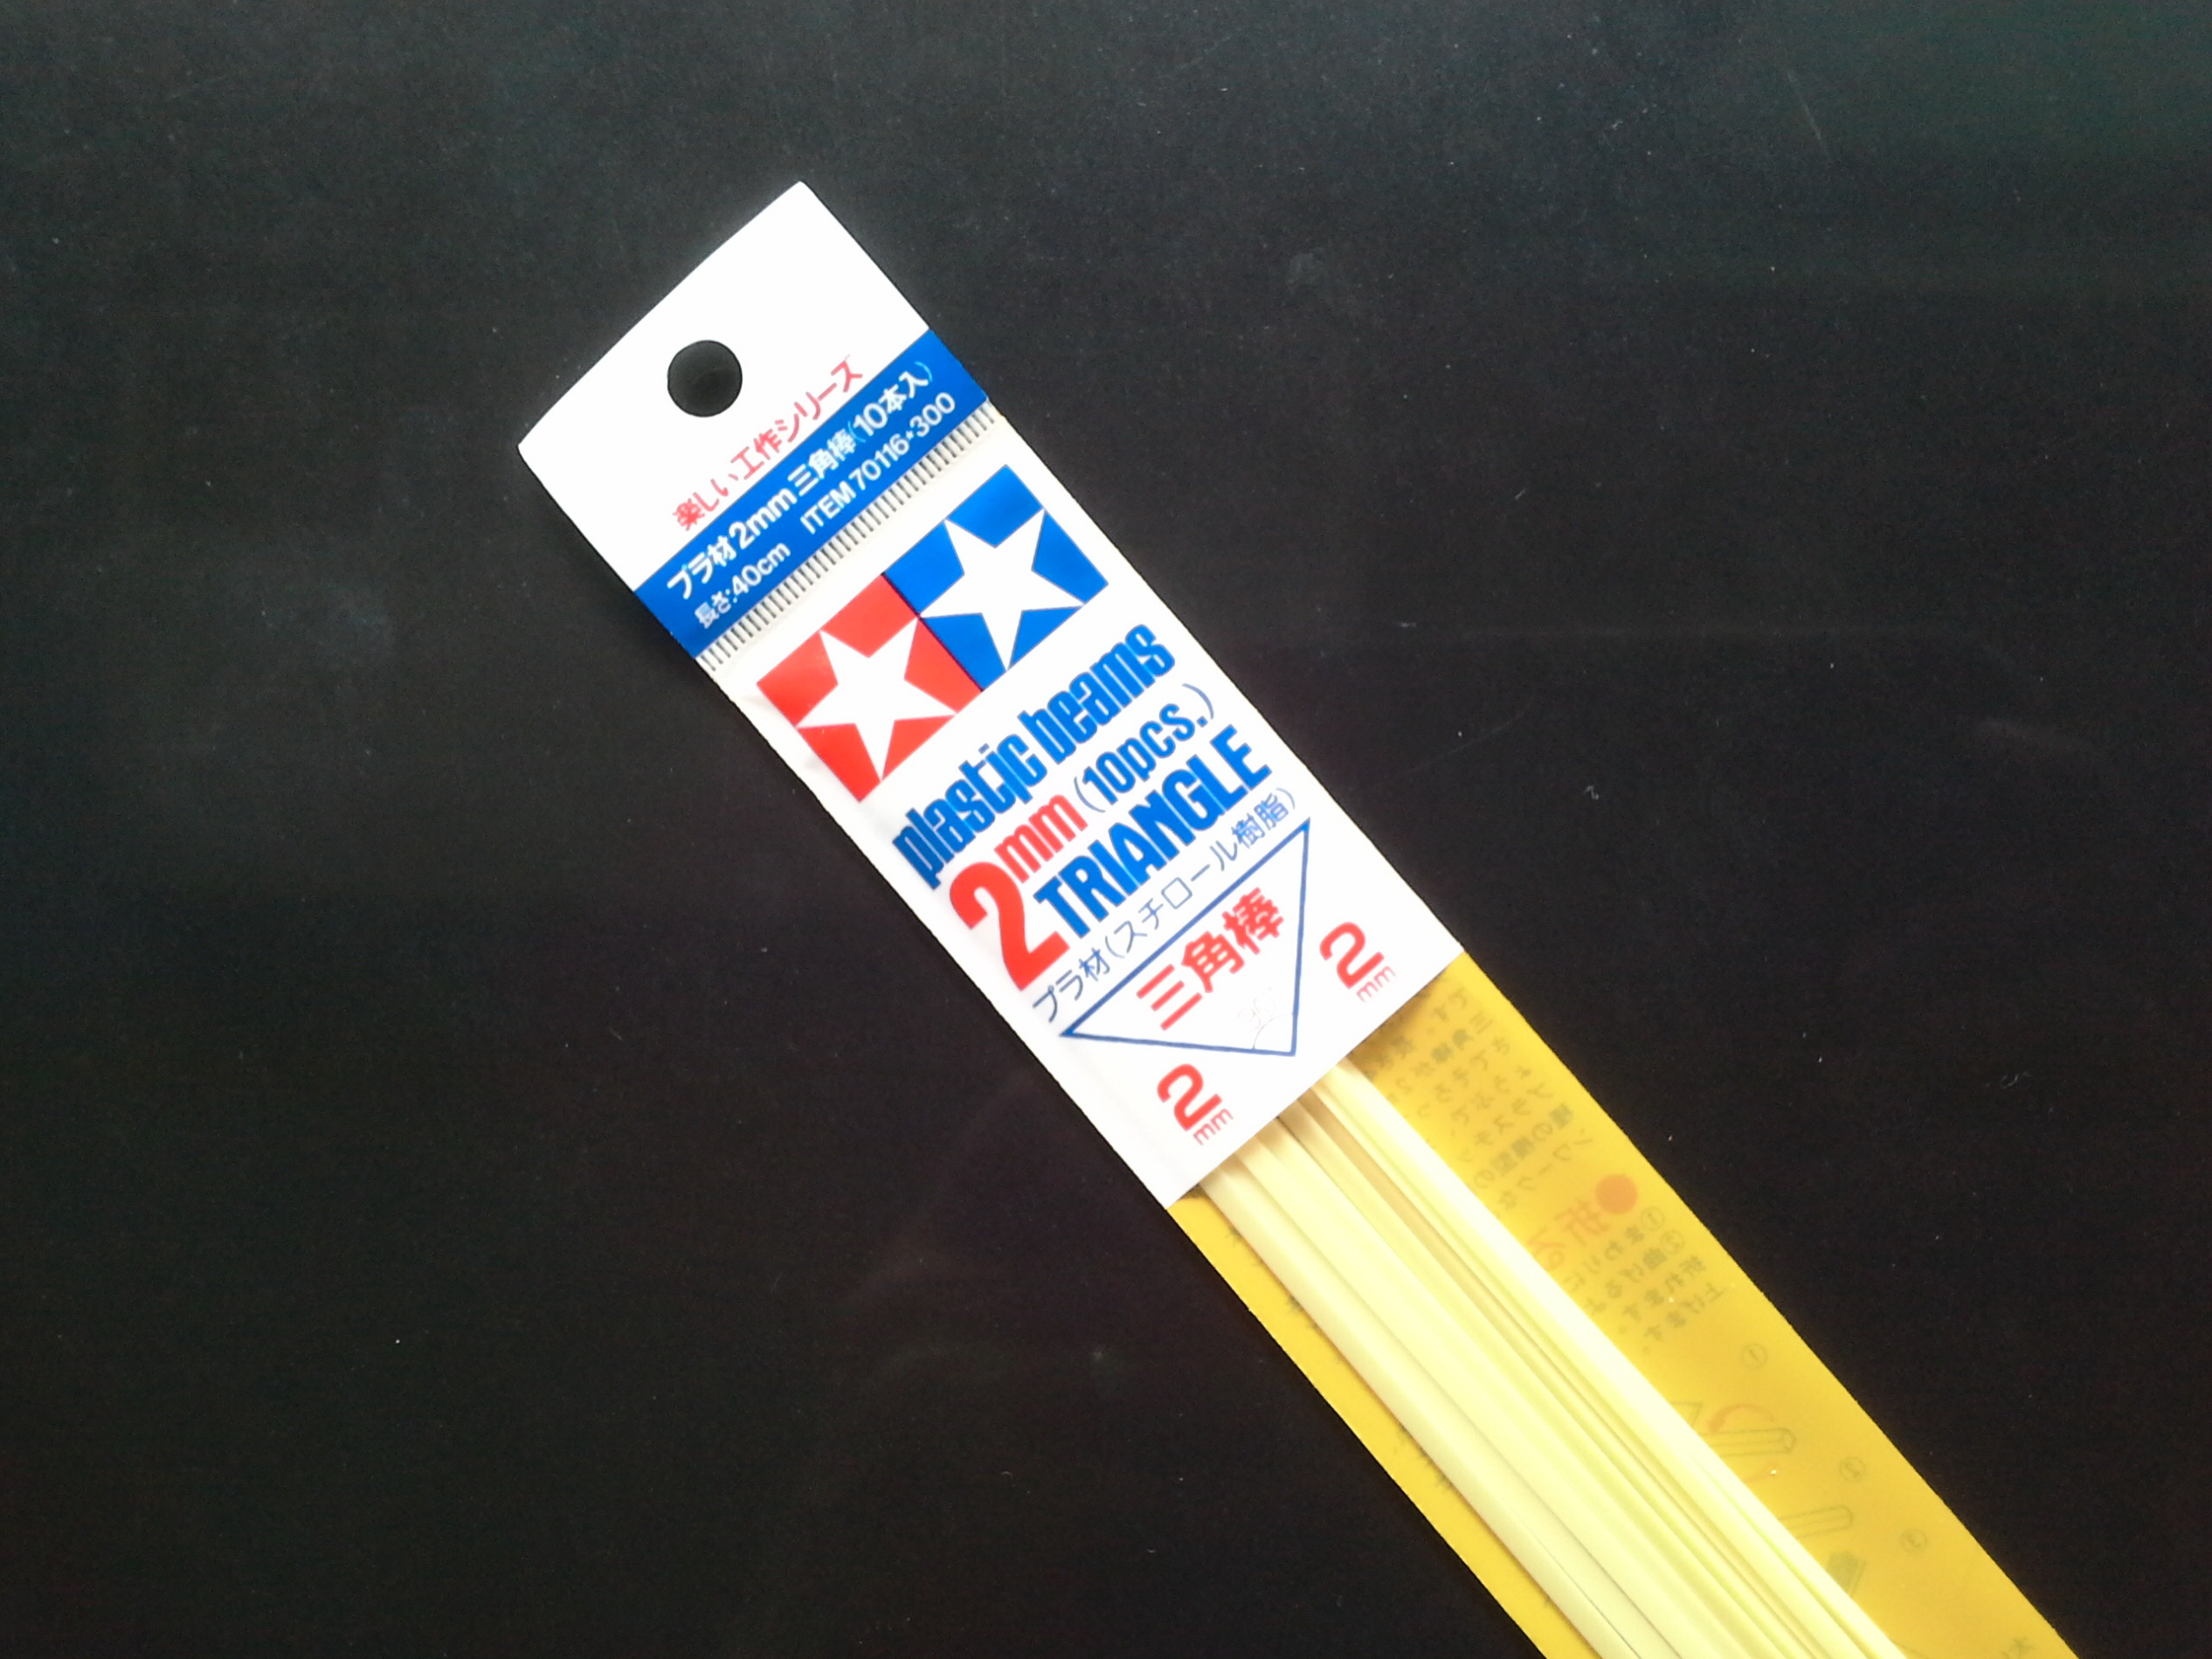 楽しい工作シリーズ
プラ材2mm三角棒(10本入)
長さ:40cm ITEM 70116★300
plastic beams
2mm(10pcs.)
TRIANGLE
プラ材(スチロール樹脂)
三角棒
2mm
2mm